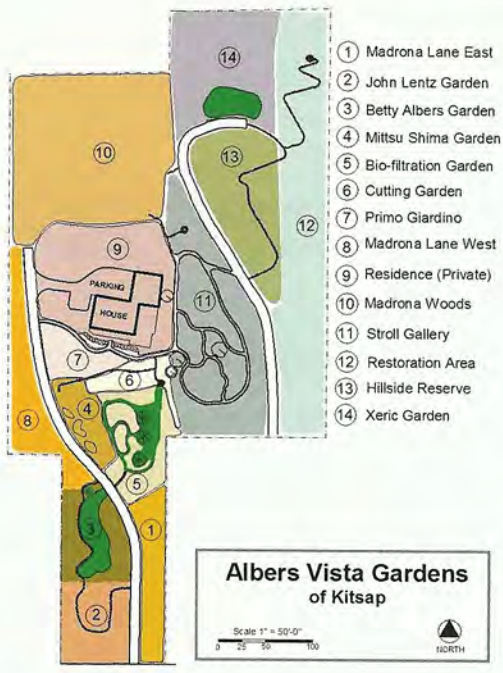 14
10
13
12
9
PARKING
HOUSE
11
7
6
8
4
5
3
1
2
1 Madrona Lane East
2 John Lentz Garden
3 Betty Albers Garden
4 Mittsu Shima Garden
5 Bio-filtration Garden
6 Cutting Garden
7 Primo Giardino
8 Madrona Lane West
9 Residence (Private)
10 Madrona Woods
11 Stroll Gallery
12 Restoration Area
13 Hillside Reserve
14 Xeric Garden
Albers Vista Gardens
of Kitsap
Scale 1" = 50'-0"
0 25 50 100
NORTH